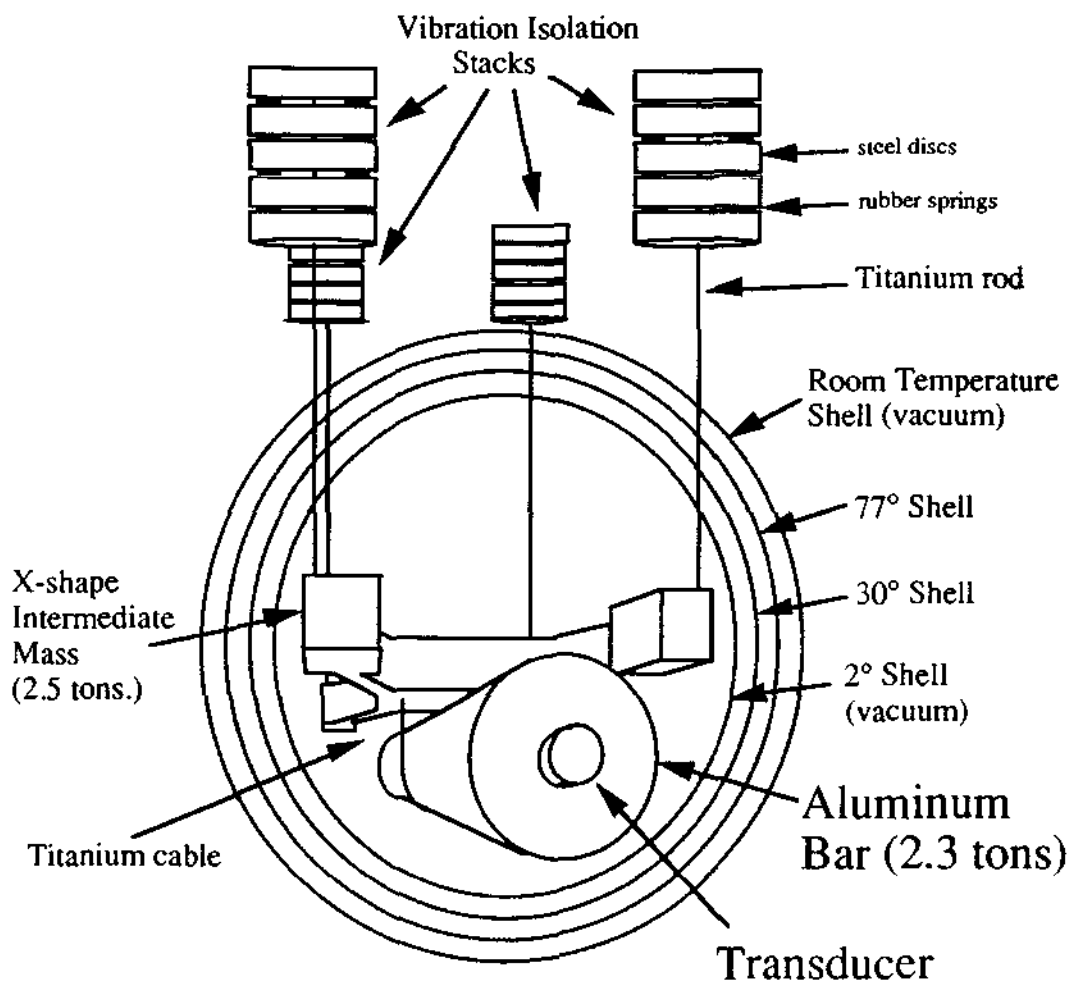 Vibration Isolation
Stacks
steel discs
rubber springs
Titanium rod
Room Temperature
Shell (vacuum)
77° Shell
X-shape
Intermediate
Mass
(2.5 tons.)
30° Shell
2° Shell
(vacuum)
Titanium cable
Aluminum
Bar (2.3 tons)
Transducer